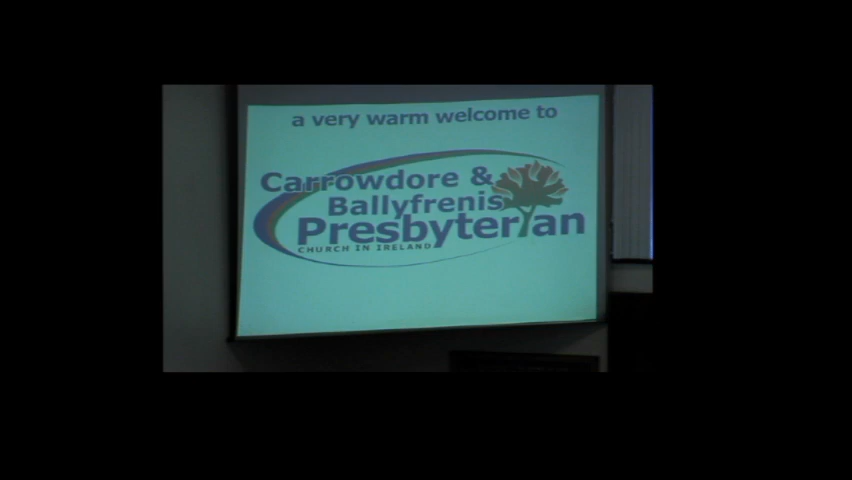 a very warm welcome to
Carrowdore &
Ballyfrenis
Presbyterian
CHURCH IN IRELAND